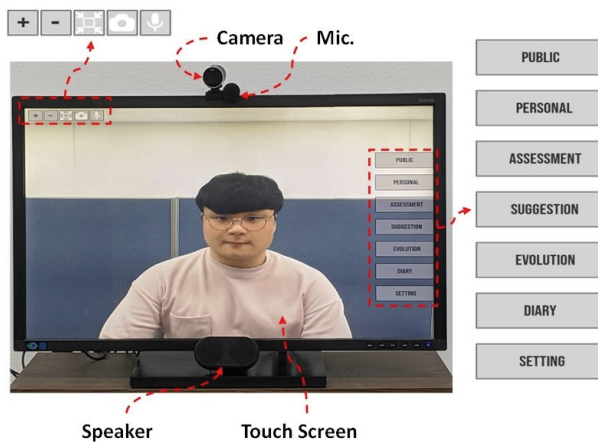 + -
Camera
Mic.
+ -
PUBLIC
PERSONAL
ASSESSMENT
SUGGESTION
EVOLUTION
DIARY
SETTING
PUBLIC
PERSONAL
ASSESSMENT
SUGGESTION
EVOLUTION
DIARY
SETTING
Speaker
Touch Screen